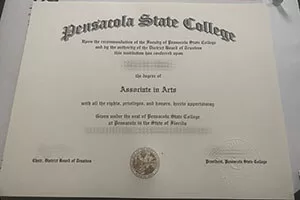 Pensacola State College
Upon the recommendation of the Faculty of Pensacola State College
and by the authority of the District Board of Trustees
this institution has conferred upon
the degree of
Associate in Arts
with all the rights, privileges, and honors, hereto appertaining
Given under the seal of Pensacola State College
at Pensacola in the State of Florida
Chair, District Board of Trustees
President, Pensacola State College